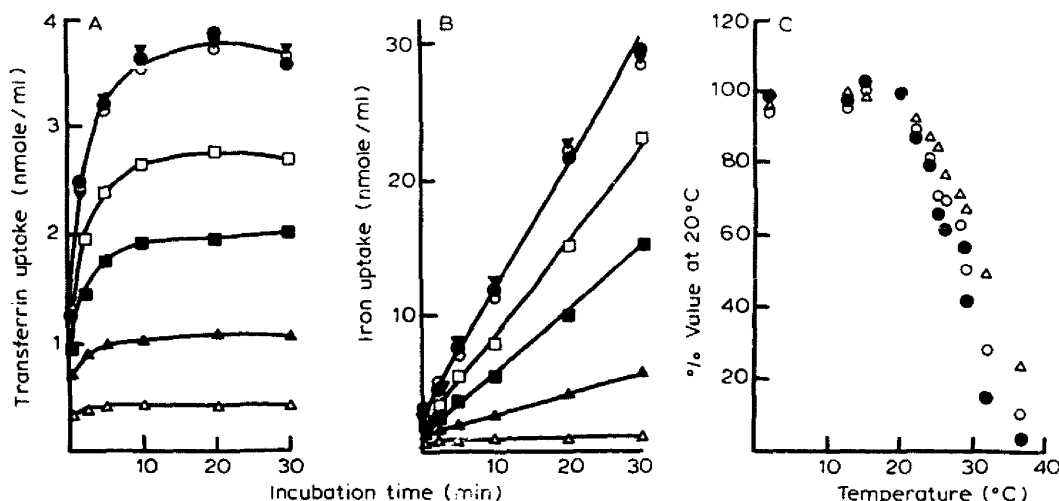 A
B
C
Transferrin uptake (nmole/ml)
4
3
2
1
10
20
30
Iron uptake (nmole/ml)
30
20
10
10
20
30
Incubation time (min)
% Value at 20°C
120
100
80
60
40
20
10
20
30
40
Temperature (°C)